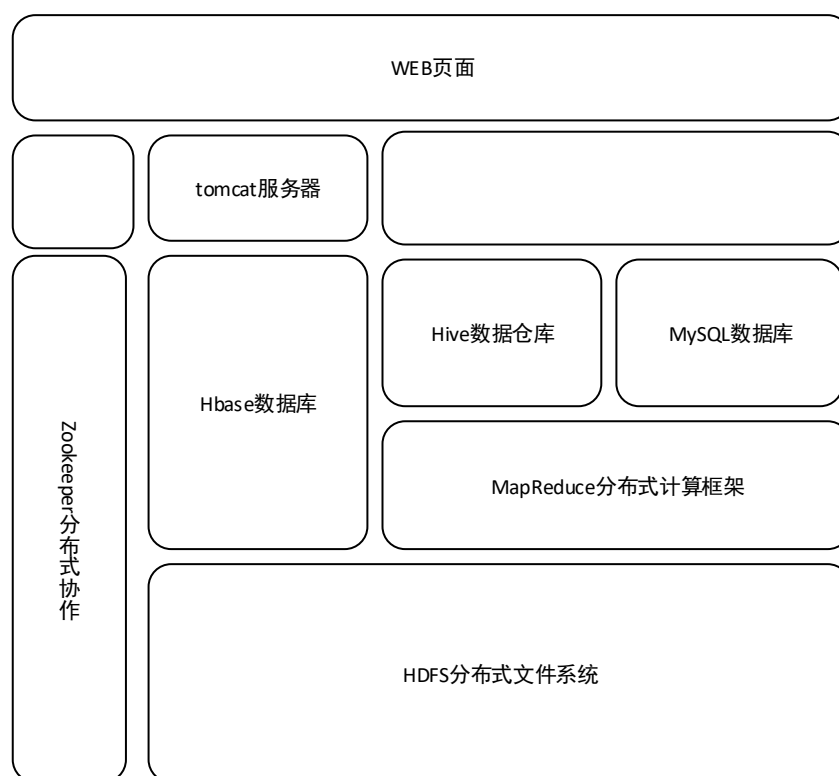 WEB页面
tomcat服务器
Hive数据仓库
MySQL数据库
Hbase数据库
Zookeeper分布式协作
MapReduce分布式计算框架
HDFS分布式文件系统